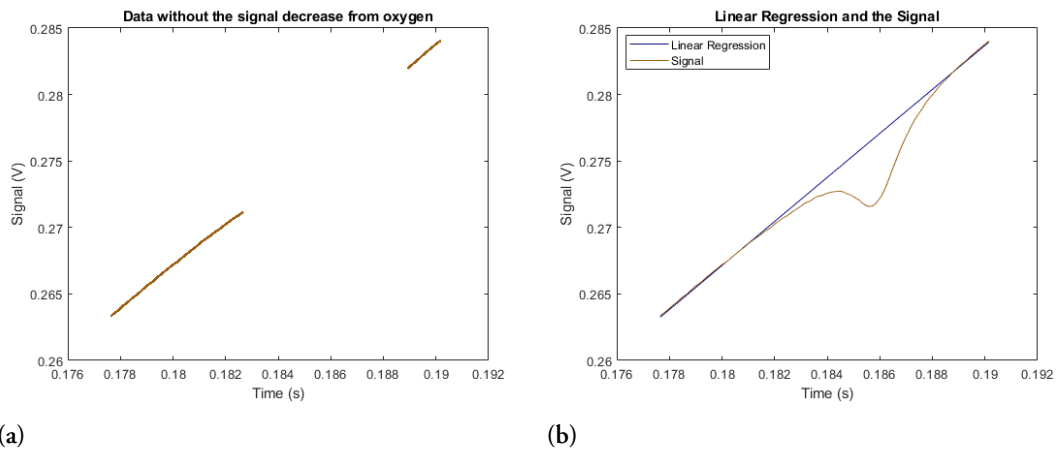 Data without the signal decrease from oxygen
0.285
0.28
0.275
0.27
0.265
0.26
Signal (V)
0.176 0.178 0.18 0.182 0.184 0.186 0.188 0.19 0.192
Time (s)
(a)
Linear Regression and the Signal
Linear Regression
Signal
0.285
0.28
0.275
0.27
0.265
0.26
Signal (V)
0.176 0.178 0.18 0.182 0.184 0.186 0.188 0.19 0.192
Time (s)
(b)